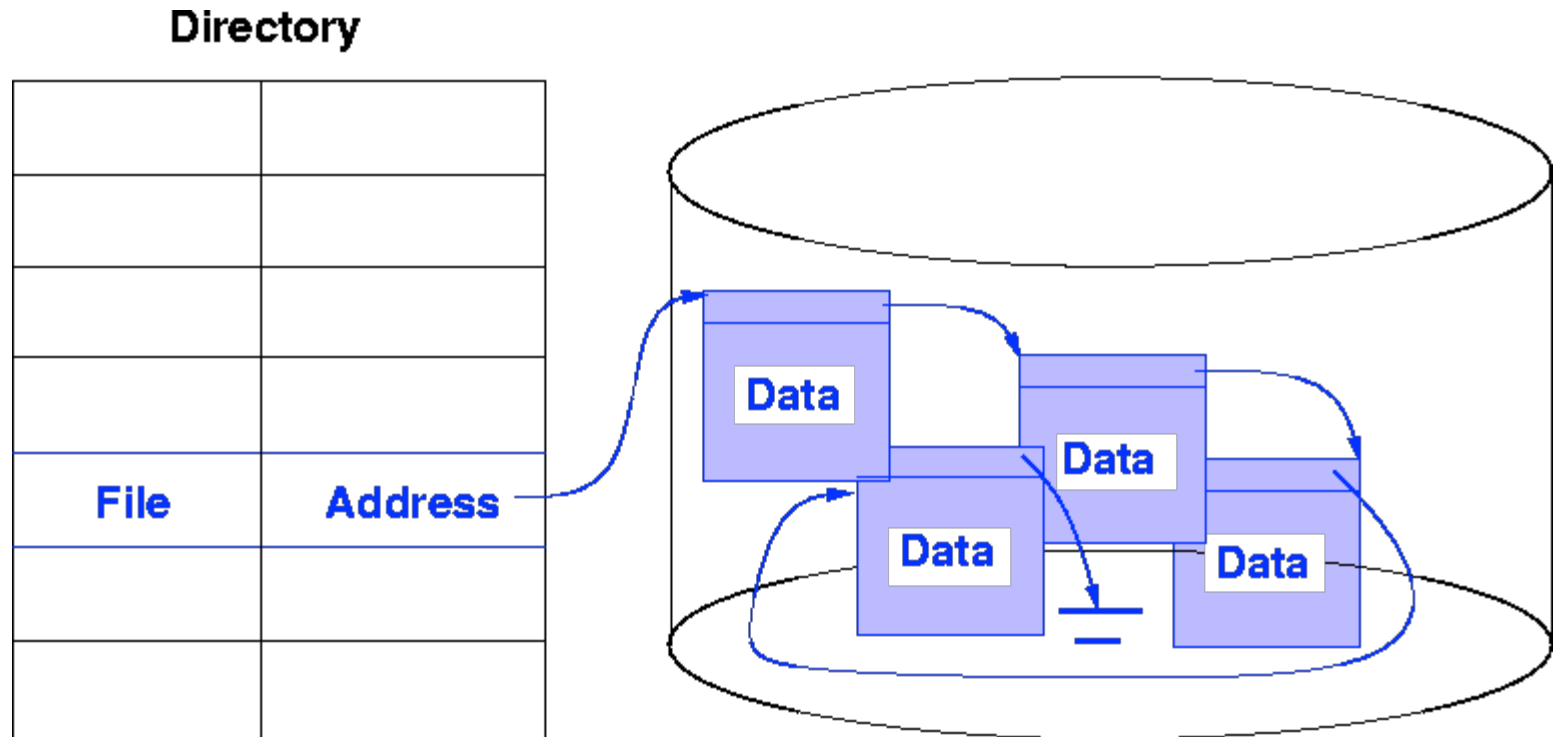 Directory
File Address
Data
Data
Data
Data